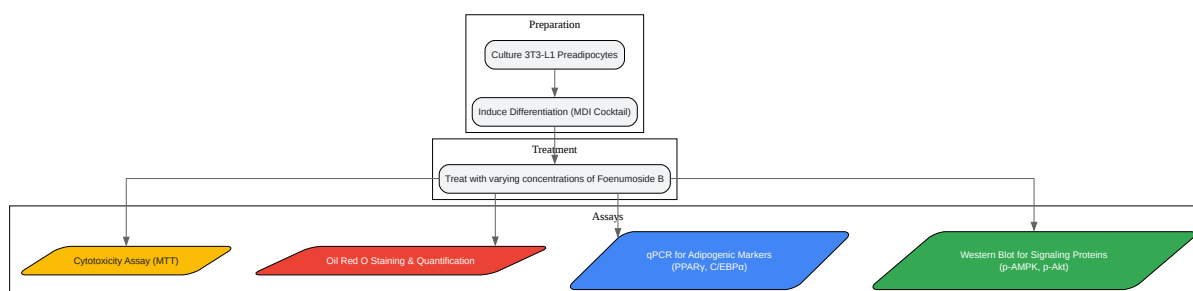 Preparation
Culture 3T3-L1 Preadipocytes
Induce Differentiation (MDI Cocktail)
Treatment
Treat with varying concentrations of Foenumoside B
Assays
Cytotoxicity Assay (MTT)
Oil Red O Staining & Quantification
qPCR for Adipogenic Markers
(PPARγ, C/EBPα)
Western Blot for Signaling Proteins
(p-AMPK, p-Akt)